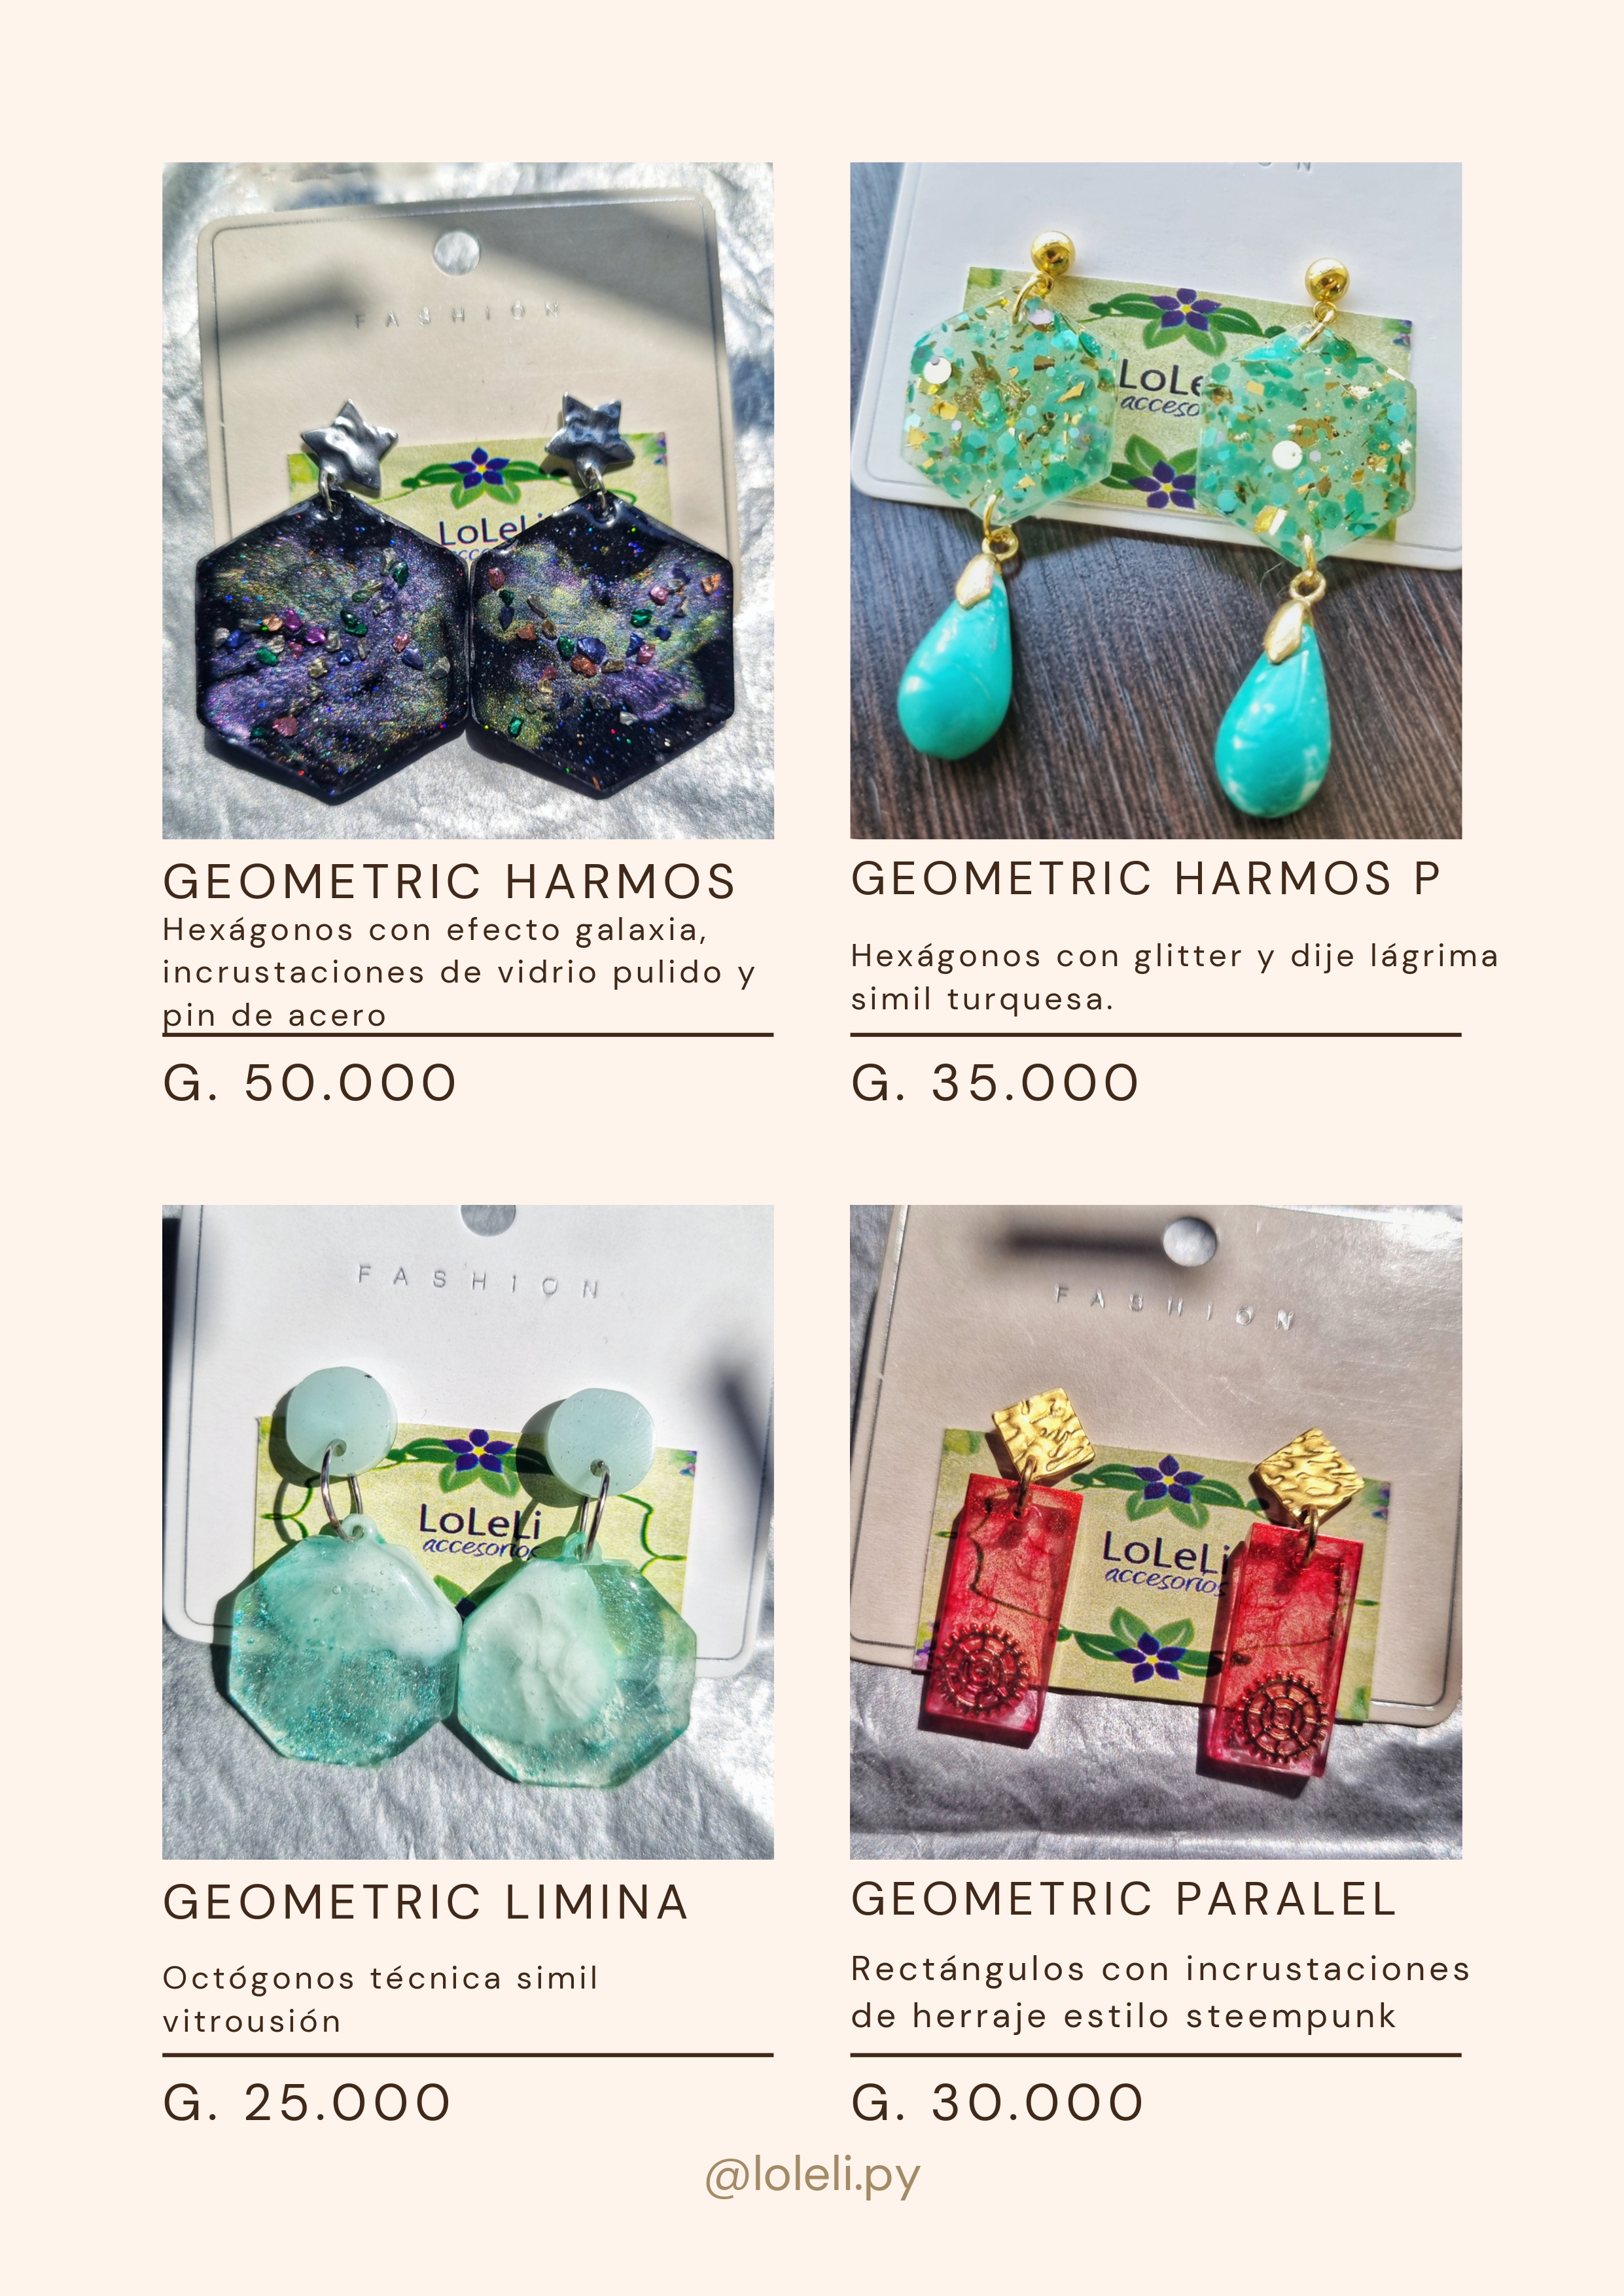 FASHION
LoLeLi
GEOMETRIC HARMOS
Hexágonos con efecto galaxia,
incrustaciones de vidrio pulido y
pin de acero
G. 50.000
LoLe
acceso
GEOMETRIC HARMOS P
Hexágonos con glitter y dije lágrima
simil turquesa.
G. 35.000
FASHION
LoLeLi
accesorios
GEOMETRIC LIMINA
Octógonos técnica simil
vitrousión
G. 25.000
FASHION
LoLeLi
accesorios
GEOMETRIC PARALEL
Rectángulos con incrustaciones
de herraje estilo steempunk
G. 30.000
@loleli.py